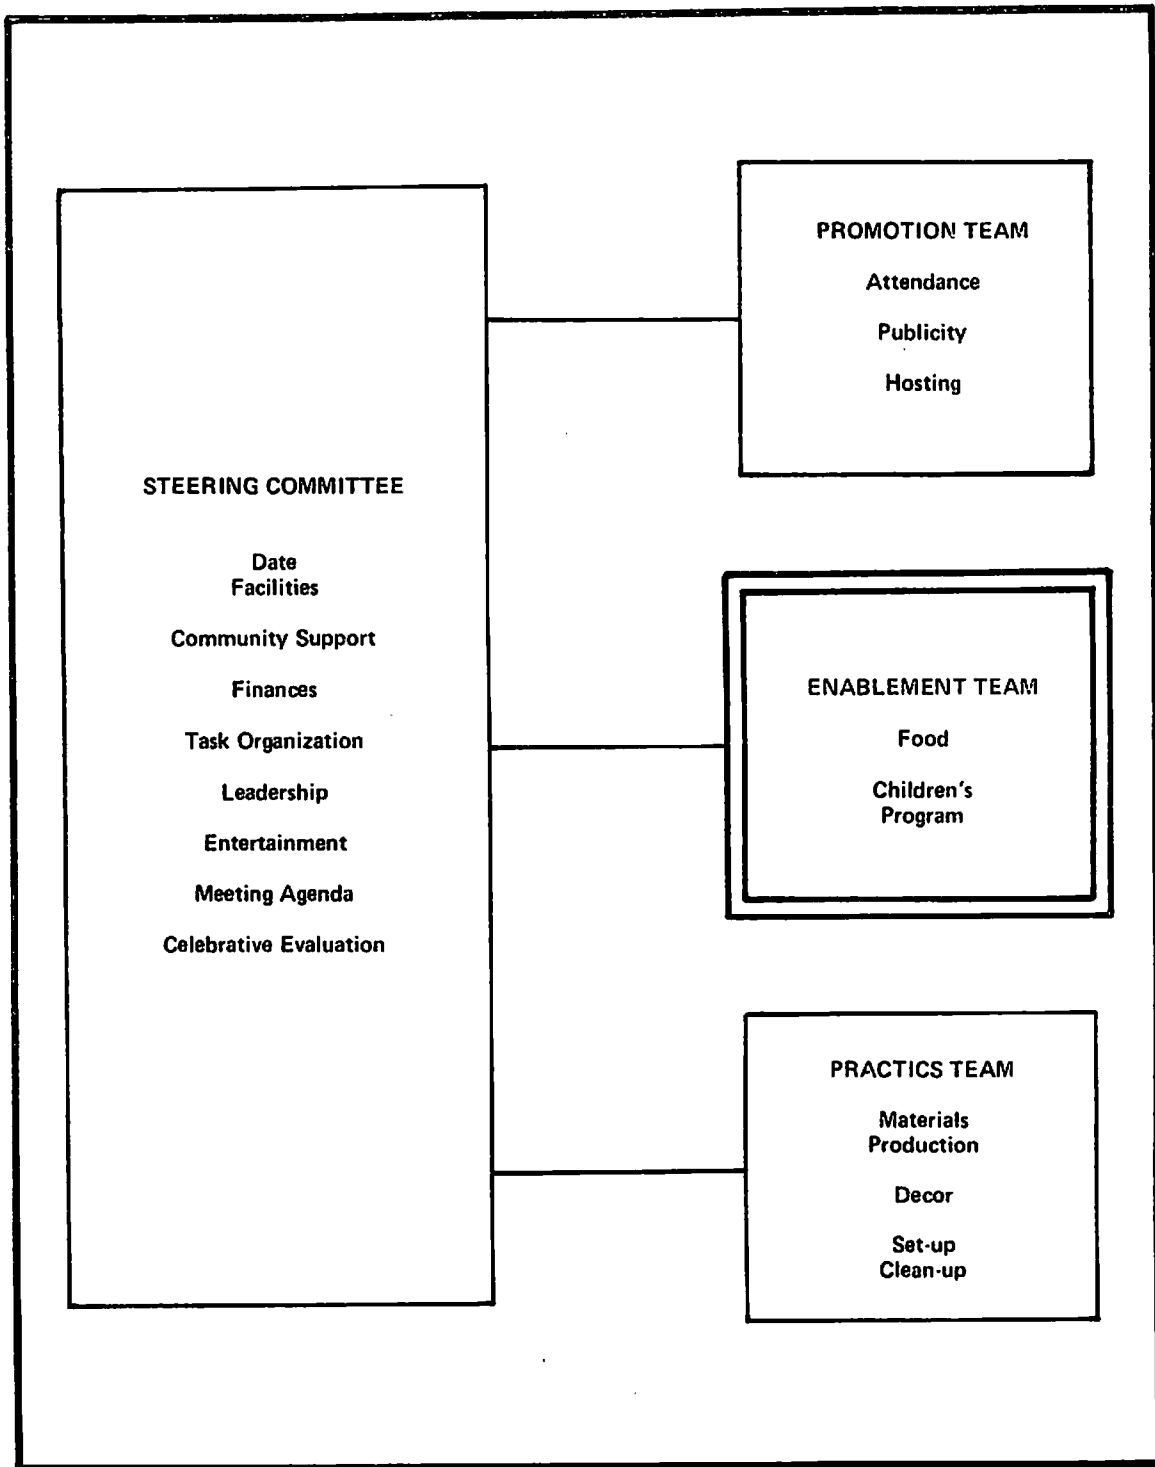 STEERING COMMITTEE
Date
Facilities
Community Support
Finances
Task Organization
Leadership
Entertainment
Meeting Agenda
Celebrative Evaluation
PROMOTION TEAM
Attendance
Publicity
Hosting
ENABLEMENT TEAM
Food
Children's
Program
PRACTICS TEAM
Materials
Production
Decor
Set-up
Clean-up